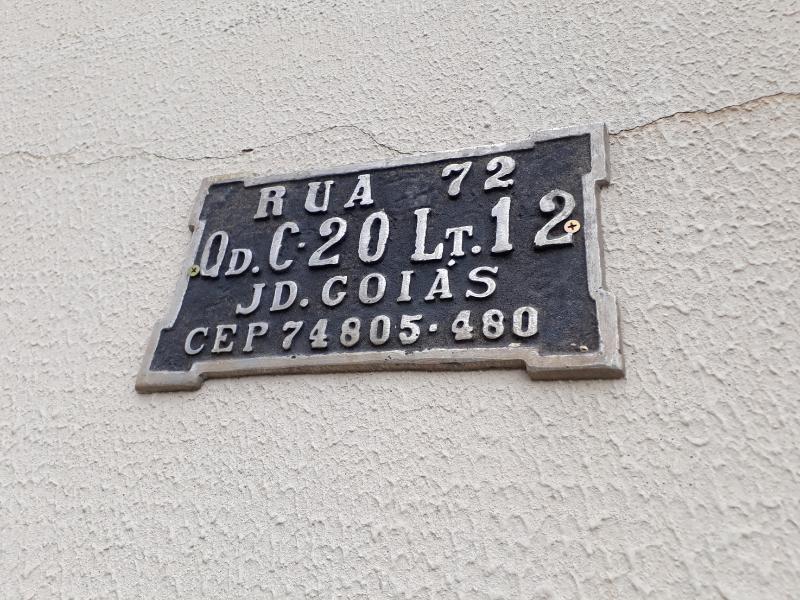 RUA 72
QD. C-20 LT. 12
JD. GOIÁS
CEP 74805-480